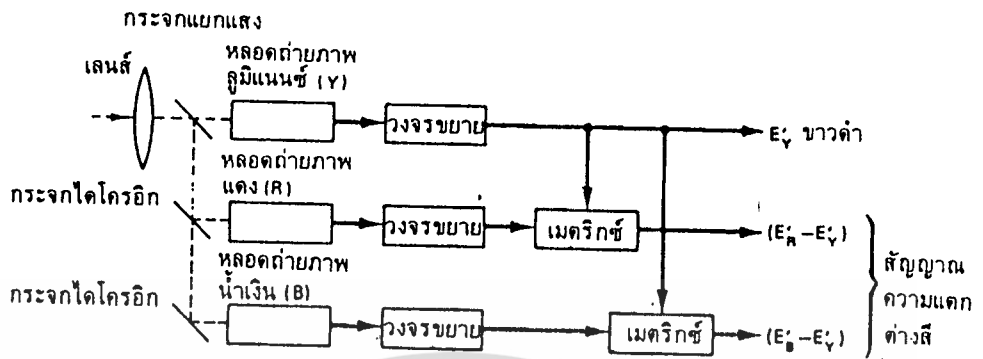 กระจกแยกแสง
เลนส์
หลอดถ่ายภาพ
ลูมิแนนซ์ (Y)
วงจรขยาย
E′Y ขาวดำ
กระจกไดโครอิก
หลอดถ่ายภาพ
แดง (R)
วงจรขยาย
เมตริกซ์
(E′R–E′Y)
กระจกไดโครอิก
หลอดถ่ายภาพ
น้ำเงิน (B)
วงจรขยาย
เมตริกซ์
(E′B–E′Y)
สัญญาณ
ความแตก
ต่างสี